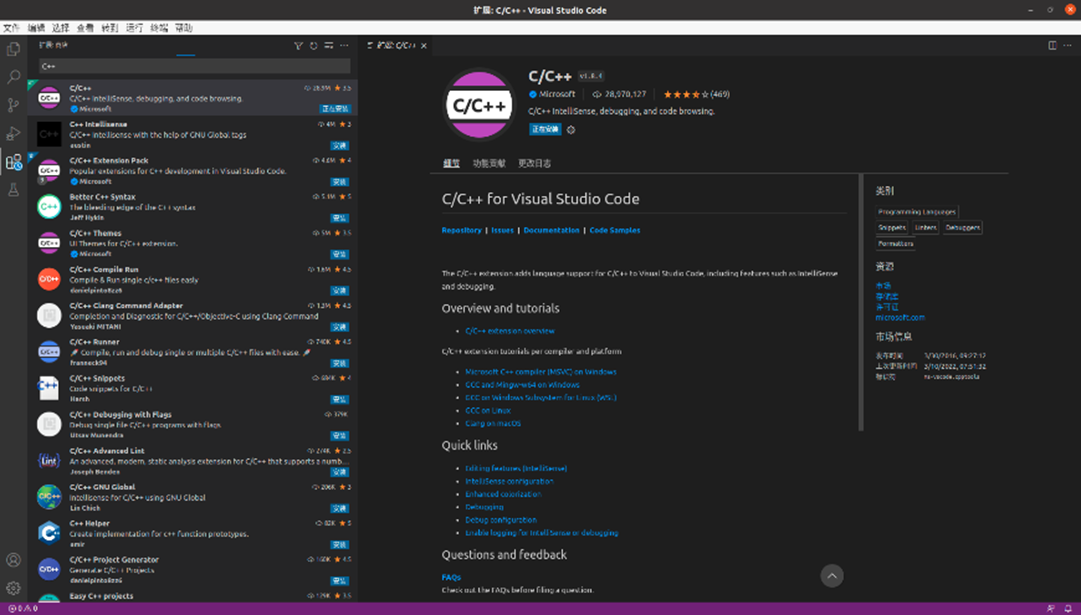 扩展: C/C++ - Visual Studio Code
文件 编辑 选择 查看 转到 运行 终端 帮助
扩展: 商店
扩展: C/C++
C++
C/C++
28.9M 3.5
C/C++ IntelliSense, debugging, and code browsing.
Microsoft
正在安装
C++ Intellisense
4M 3
C/C++ Intellisense with the help of GNU Global tags
austin
安装
C/C++ Extension Pack
4.6M 4
Popular extensions for C++ development in Visual Studio Code.
Microsoft
安装
Better C++ Syntax
5.1M 5
The bleeding edge of the C++ syntax
Jeff Hykin
安装
C/C++ Themes
5M 3.5
UI Themes for C/C++ extension.
Microsoft
安装
C/C++ Compile Run
1.6M 4.5
Compile & Run single c/c++ files easily
danielpinto8zz6
安装
C/C++ Clang Command Adapter
4.5
Completion and Diagnostic for C/C++/Objective-C using Clang Command
Yasuaki MITANI
安装
C/C++ Runner
740K 4.5
Compile, run and debug single or multiple C/C++ files with ease.
franneck94
安装
C/C++ Snippets
4
Code snippets for C/C++
Harsh
安装
C/C++ Debugging with Flags
179K
Debug single file C/C++ programs with flags
Utsav Munendra
安装
C/C++ Advanced Lint
274K 2.5
An advanced, modern, static analysis extension for C/C++ that supports a numb...
Joseph Benden
安装
C/C++ GNU Global
206K 3
Intellisense for C/C++ using GNU Global
Lin Chieh
安装
C++ Helper
82K 5
Create implementation for c++ function prototypes.
amir
安装
C/C++ Project Generator
160K 4.5
Generate C/C++ Projects
danielpinto8zz6
安装
Easy C++ projects
129K 3.5
C/C++
C/C++ v1.8.4
Microsoft 28,970,127 (469)
C/C++ IntelliSense, debugging, and code browsing.
正在安装
细节 功能贡献 更改日志
C/C++ for Visual Studio Code
Repository | Issues | Documentation | Code Samples
The C/C++ extension adds language support for C/C++ to Visual Studio Code, including features such as IntelliSense
and debugging.
Overview and tutorials
C/C++ extension overview
C/C++ extension tutorials per compiler and platform
Microsoft C++ compiler (MSVC) on Windows
GCC and Mingw-w64 on Windows
GCC on Windows Subsystem for Linux (WSL)
GCC on Linux
Clang on macOS
Quick links
Editing features (IntelliSense)
IntelliSense configuration
Enhanced colorization
Debugging
Debug configuration
Enable logging for IntelliSense or debugging
Questions and feedback
FAQs
Check out the FAQs before filing a question.
类别
Programming Languages
Snippets Linters Debuggers
Formatters
资源
市场
存储库
许可证
microsoft.com
市场信息
发布时间 3/30/2016, 09:27:12
上次更新时间 3/10/2022, 07:51:32
标识符 ms-vscode.cpptools
0 0